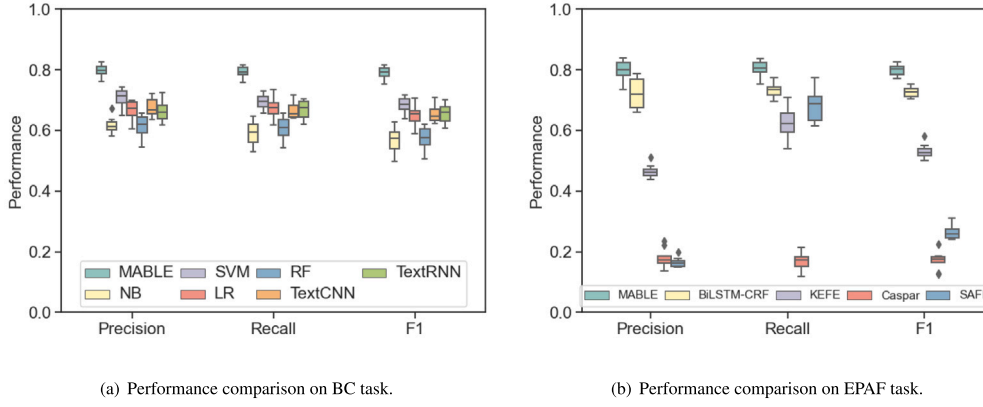 1.0
0.8
0.6
0.4
0.2
0.0
Performance
MABLE SVM RF TextRNN
NB LR TextCNN
Precision Recall F1
(a) Performance comparison on BC task.
1.0
0.8
0.6
0.4
0.2
0.0
Performance
MABLE BiLSTM-CRF KEFE Caspar SAF
Precision Recall F1
(b) Performance comparison on EPAF task.